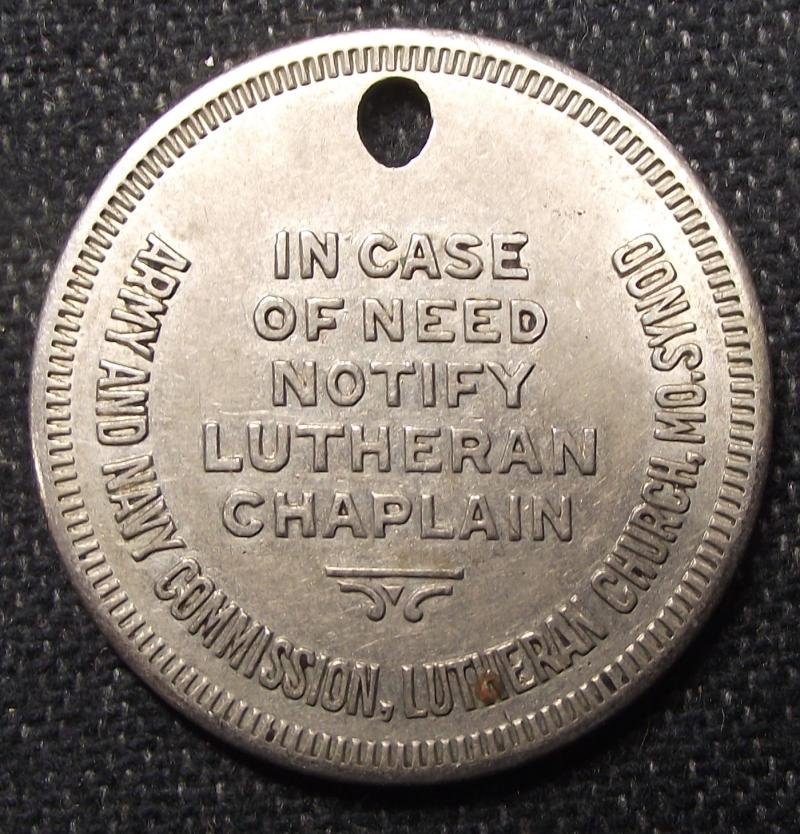 IN CASE
OF NEED
NOTIFY
LUTHERAN
CHAPLAIN
ARMY AND NAVY COMMISSION, LUTHERAN CHURCH, MO. SYNOD